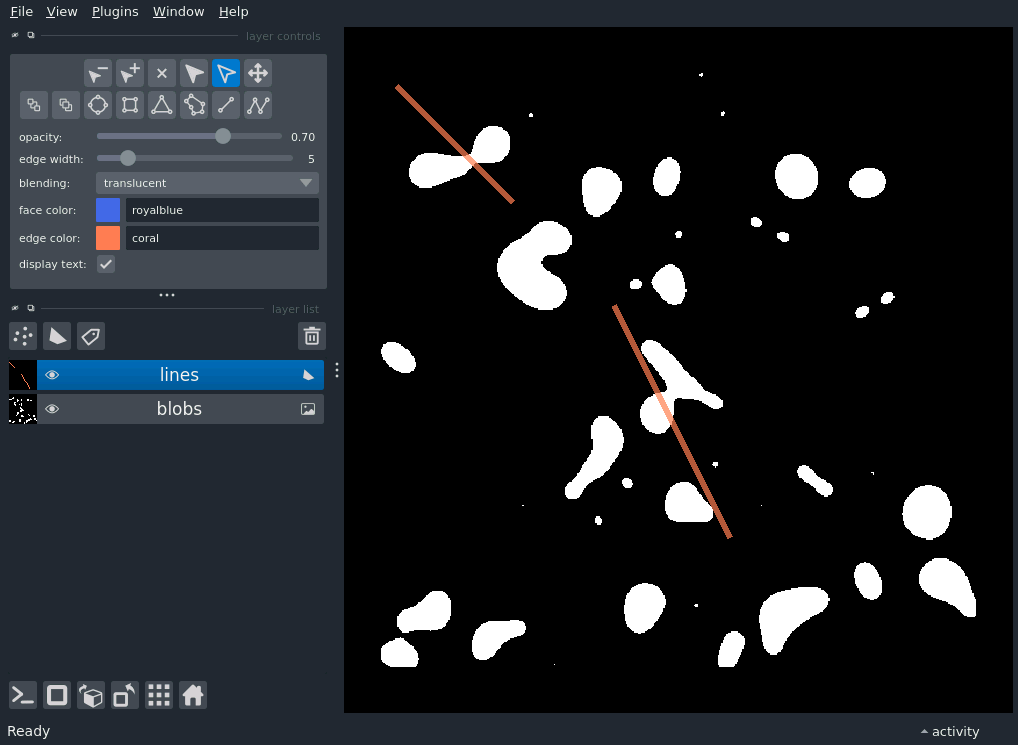 File View Plugins Window Help
layer controls
opacity: 0.70
edge width: 5
blending: translucent
face color: royalblue
edge color: coral
display text:
layer list
lines
blobs
Ready
activity